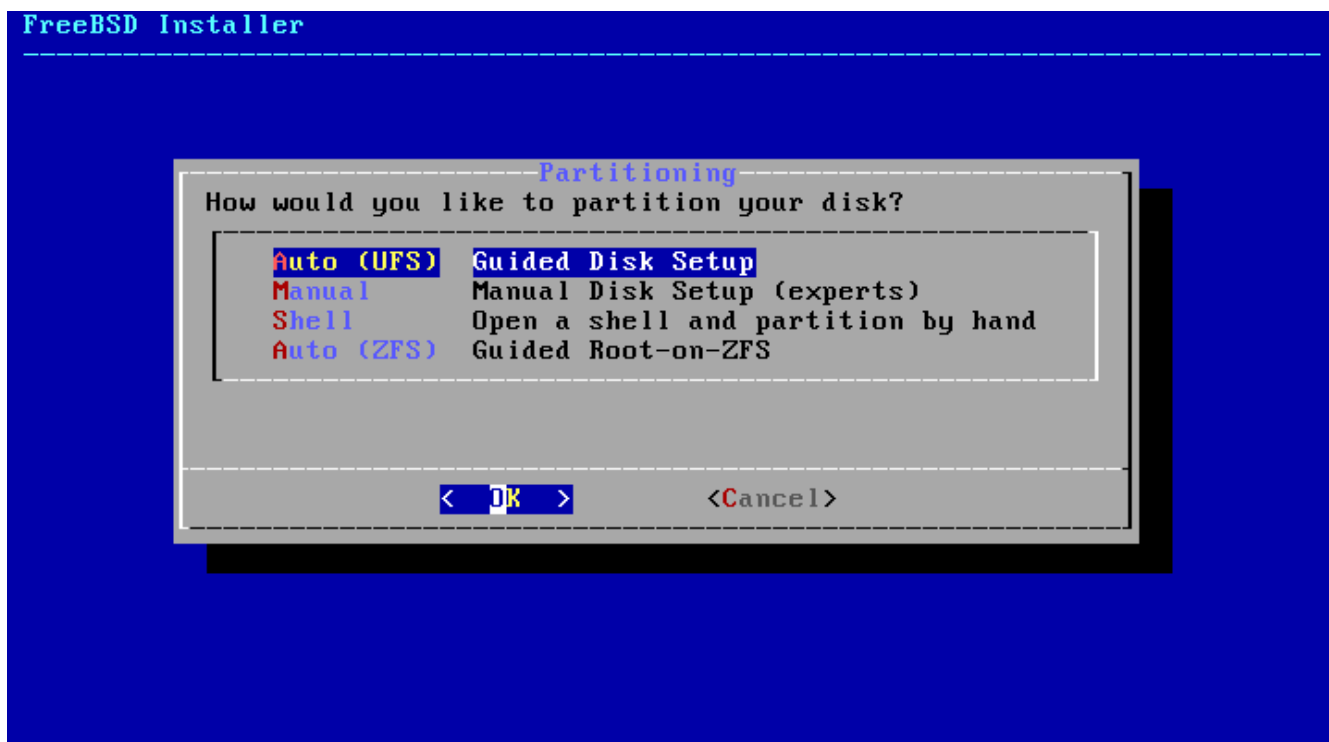 FreeBSD Installer
Partitioning
How would you like to partition your disk?
Auto (UFS) Guided Disk Setup
Manual Manual Disk Setup (experts)
Shell Open a shell and partition by hand
Auto (ZFS) Guided Root-on-ZFS
< OK > <Cancel>